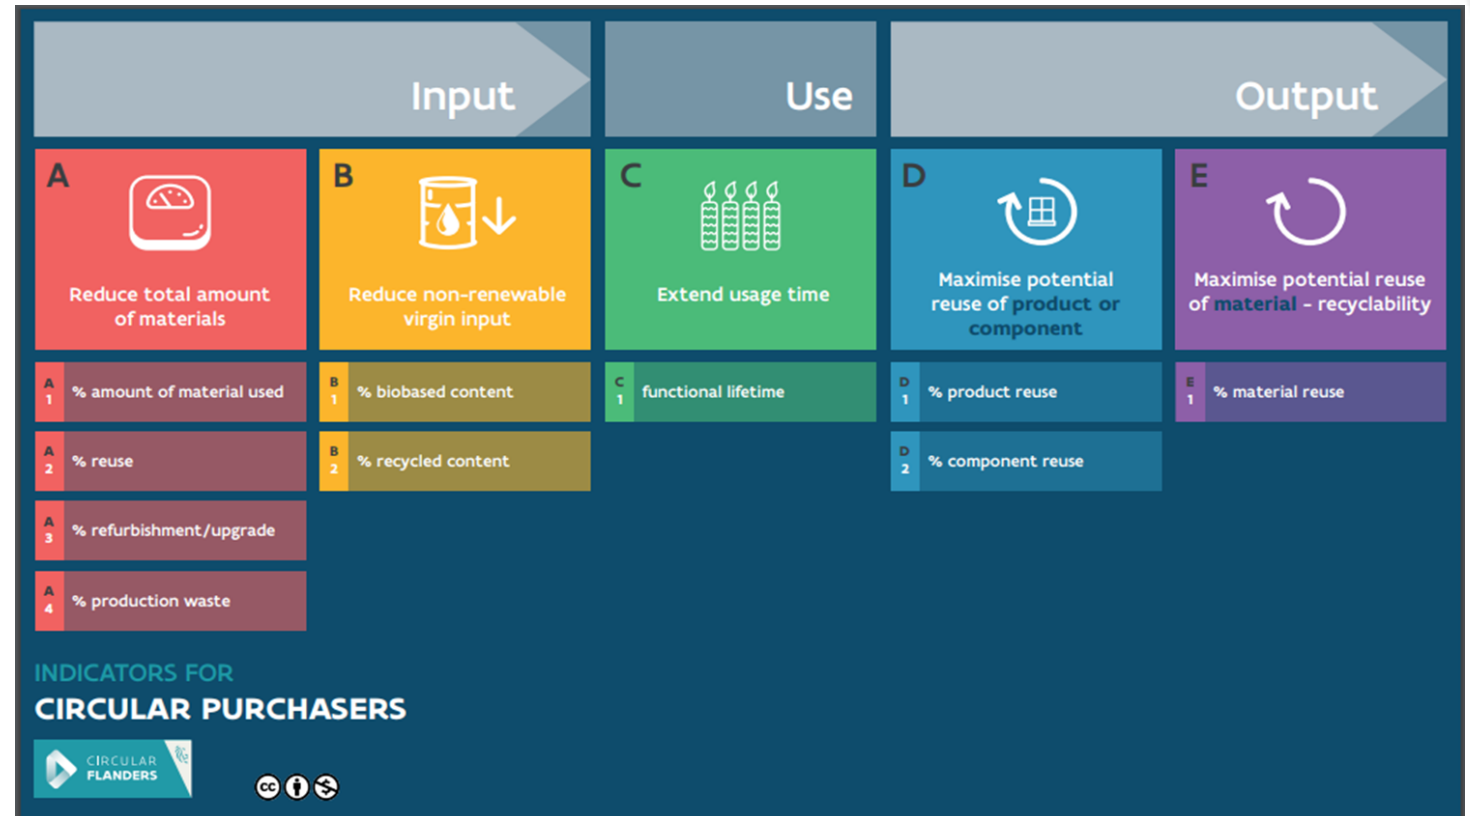 Input
Use
Output
A
Reduce total amount
of materials
B
Reduce non-renewable
virgin input
C
Extend usage time
D
Maximise potential
reuse of product or
component
E
Maximise potential reuse
of material - recyclability
A
1
% amount of material used
A
2
% reuse
A
3
% refurbishment/upgrade
A
4
% production waste
B
1
% biobased content
B
2
% recycled content
C
1
functional lifetime
D
1
% product reuse
D
2
% component reuse
E
1
% material reuse
INDICATORS FOR
CIRCULAR PURCHASERS
CIRCULAR
FLANDERS
cc